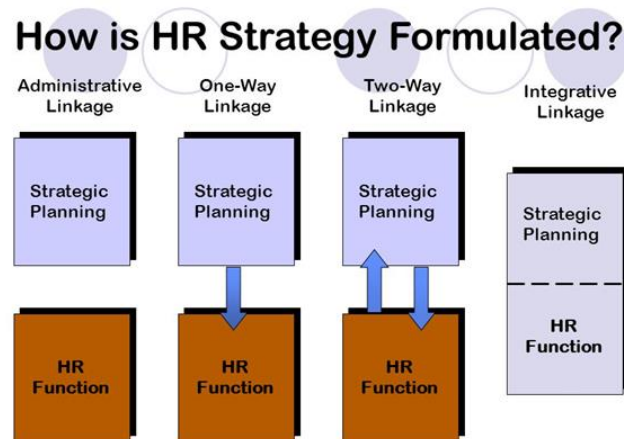 How is HR Strategy Formulated?
Administrative
Linkage
One-Way
Linkage
Two-Way
Linkage
Integrative
Linkage
Strategic
Planning
Strategic
Planning
Strategic
Planning
Strategic
Planning
HR
Function
HR
Function
HR
Function
HR
Function